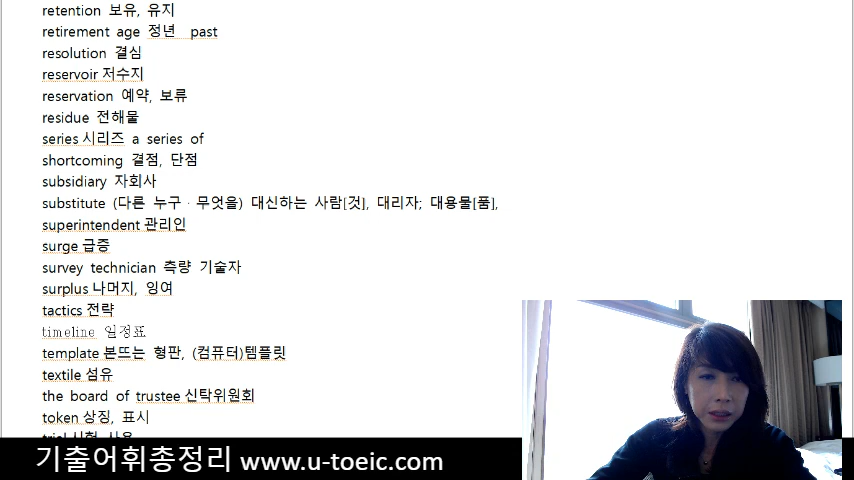 retention 보유, 유지
retirement age 정년 past
resolution 결심
reservoir 저수지
reservation 예약, 보류
residue 전해물
series 시리즈 a series of
shortcoming 결점, 단점
subsidiary 자회사
substitute (다른 누구 · 무엇을) 대신하는 사람[것], 대리자; 대용물[품],
superintendent 관리인
surge 급증
survey technician 측량 기술자
surplus 나머지, 잉여
tactics 전략
timeline 일정표
template 본뜨는 형판, (컴퓨터)템플릿
textile 섬유
the board of trustee 신탁위원회
token 상징, 표시
기출어휘총정리 www.u-toeic.com